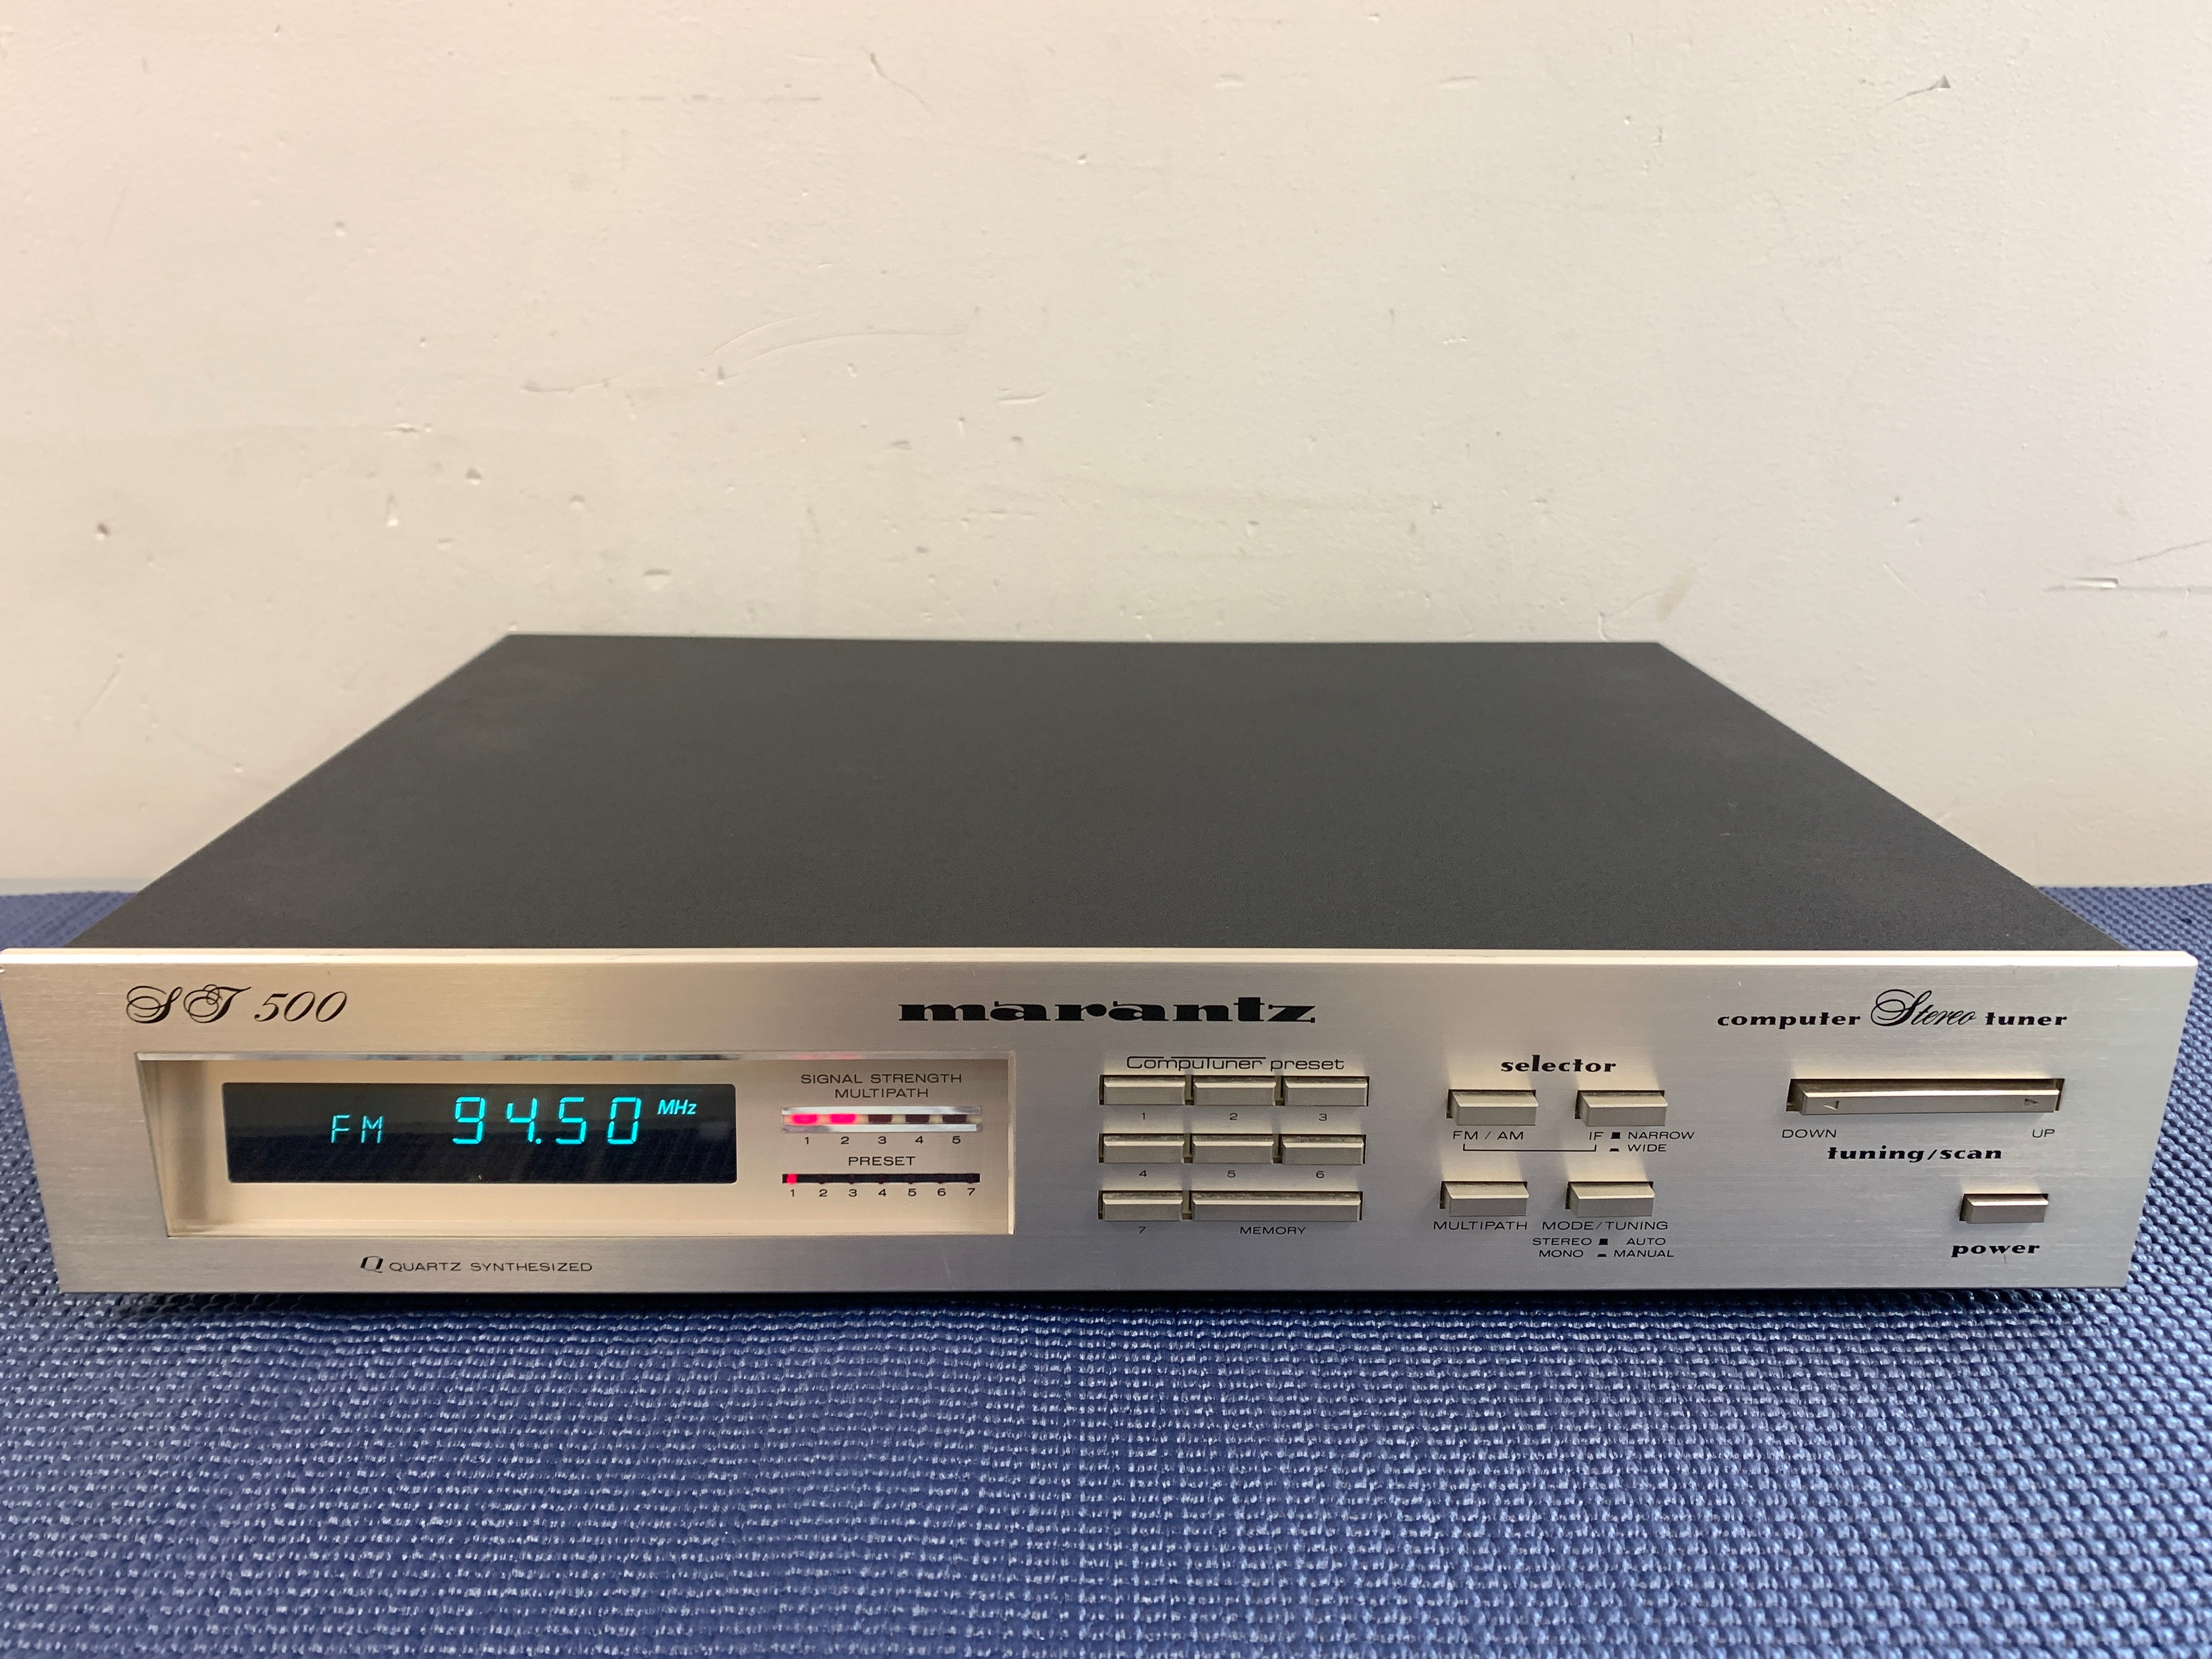 ST 500
marantz
computer Stereo tuner
FM 94.50 MHz
SIGNAL STRENGTH
MULTIPATH
1 2 3 4 5
PRESET
1 2 3 4 5 6 7
Q QUARTZ SYNTHESIZED
CompuTuner preset
1 2 3
4 5 6
7 MEMORY
selector
FM / AM
IF NARROW
WIDE
MULTIPATH
MODE/TUNING
STEREO AUTO
MONO MANUAL
DOWN UP
tuning/scan
power